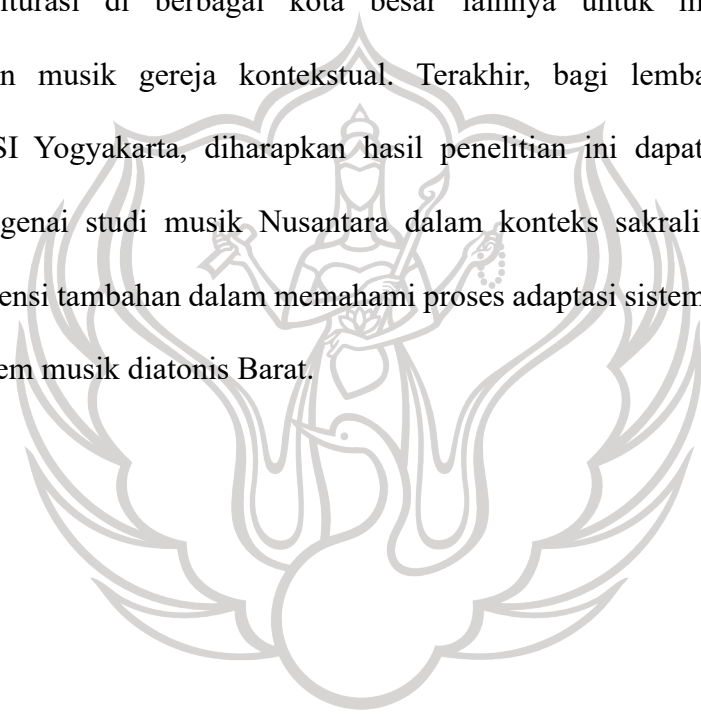 di berbagai kota besar lainnya untuk
musik gereja kontekstual. Terakhir, bagi
Yogyakarta, diharapkan hasil penelitian ini dapat
studi musik Nusantara dalam konteks
tambahan dalam memahami proses adaptasi sistem
musik diatonis Barat.